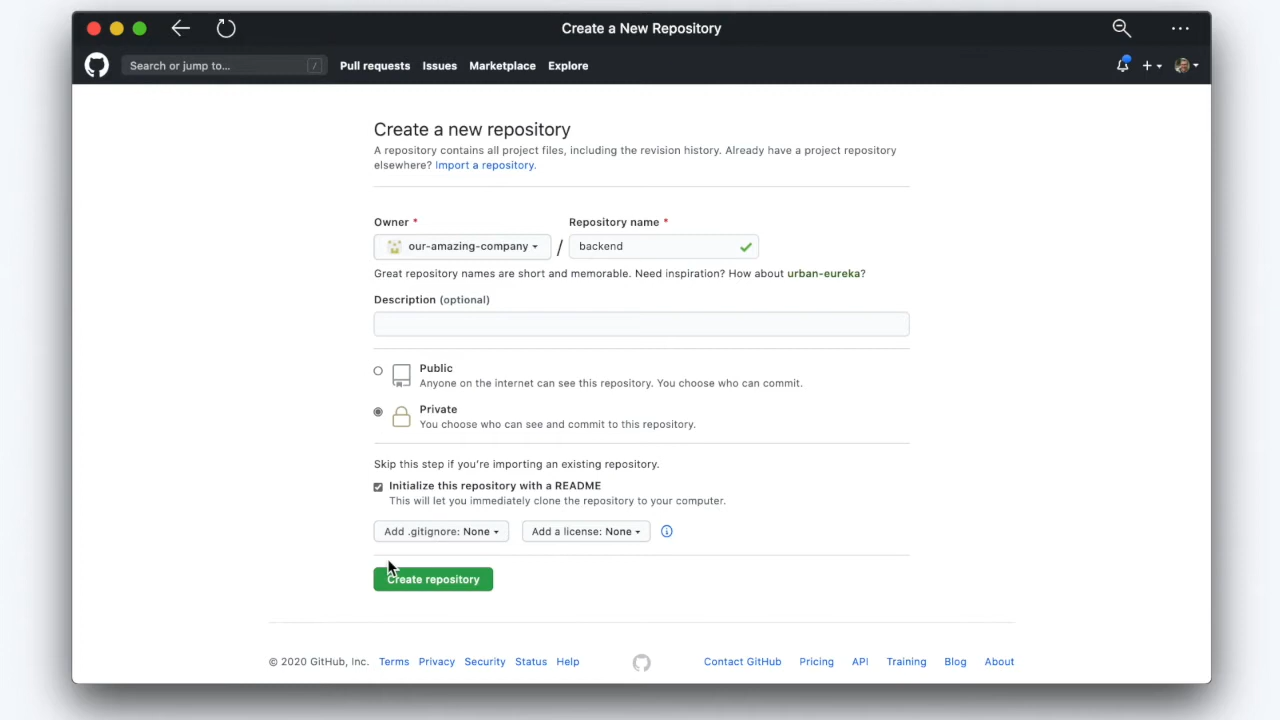 Create a New Repository
Search or jump to... /
Pull requests Issues Marketplace Explore
Create a new repository
A repository contains all project files, including the revision history. Already have a project repository
elsewhere? Import a repository.
Owner * Repository name *
our-amazing-company / backend
Great repository names are short and memorable. Need inspiration? How about urban-eureka?
Description (optional)
Public
Anyone on the internet can see this repository. You choose who can commit.
Private
You choose who can see and commit to this repository.
Skip this step if you're importing an existing repository.
Initialize this repository with a README
This will let you immediately clone the repository to your computer.
Add .gitignore: None Add a license: None
Create repository
© 2020 GitHub, Inc. Terms Privacy Security Status Help Contact GitHub Pricing API Training Blog About